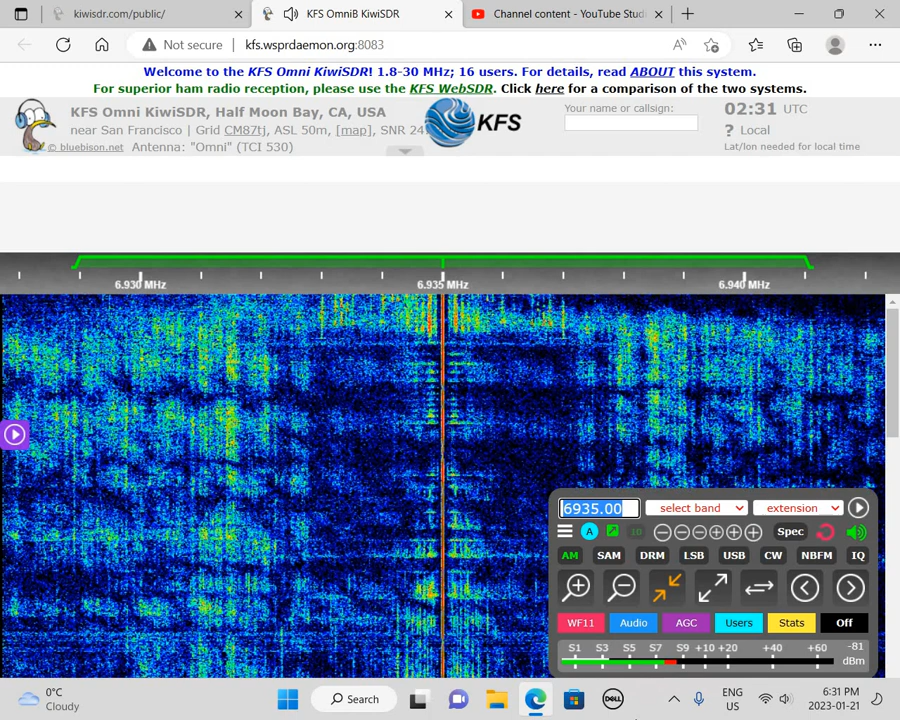 kiwisdr.com/public/
KFS OmniB KiwiSDR
Channel content - YouTube Studi
Not secure
kfs.wsprdaemon.org:8083
Welcome to the KFS Omni KiwiSDR! 1.8-30 MHz; 16 users. For details, read ABOUT this system.
For superior ham radio reception, please use the KFS WebSDR. Click here for a comparison of the two systems.
KFS Omni KiwiSDR, Half Moon Bay, CA, USA
near San Francisco | Grid CM87tj, ASL 50m, [map], SNR 24
© bluebison.net Antenna: "Omni" (TCI 530)
KFS
Your name or callsign:
02:31 UTC
? Local
Lat/lon needed for local time
6.930 MHz 6.935 MHz 6.940 MHz
6935.00 select band extension
A 10 Spec
AM SAM DRM LSB USB CW NBFM IQ
WF11 Audio AGC Users Stats Off
S1 S3 S5 S7 S9 +10 +20 +40 +60 -81
dBm
0°C
Cloudy
Search
DELL
ENG
US
6:31 PM
2023-01-21